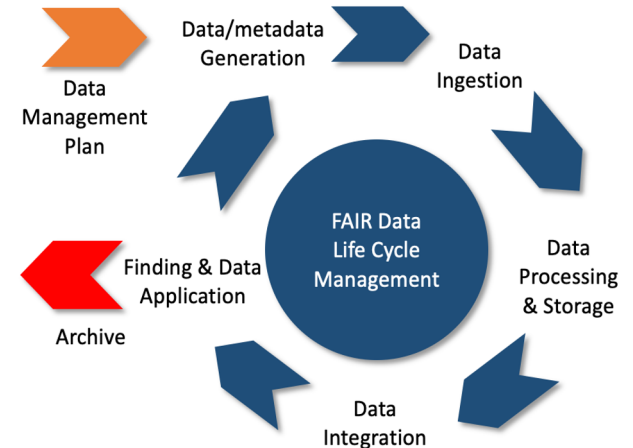 Data/metadata
Generation
Data
Ingestion
Data
Management
Plan
FAIR Data
Life Cycle
Management
Data
Processing
& Storage
Finding & Data
Application
Archive
Data
Integration